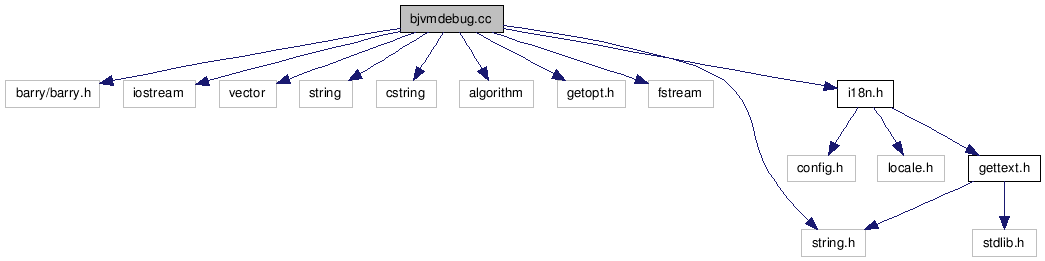 bjvmdebug.cc
barry/barry.h
iostream
vector
string
cstring
algorithm
getopt.h
fstream
i18n.h
config.h
locale.h
gettext.h
string.h
stdlib.h